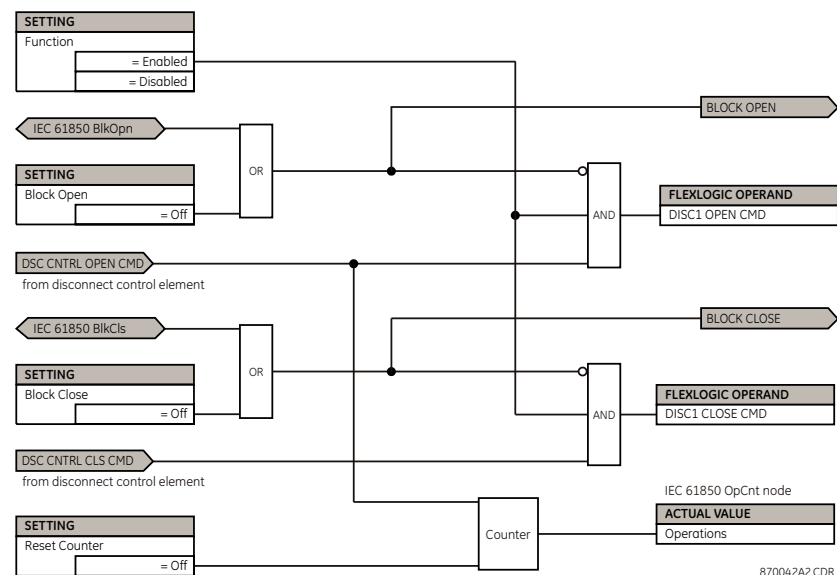 SETTING
Function
= Enabled
= Disabled
BLOCK OPEN
IEC 61850 BlkOpn
OR
SETTING
Block Open
= Off
AND
FLEXLOGIC OPERAND
DISC1 OPEN CMD
DSC CNTRL OPEN CMD
from disconnect control element
BLOCK CLOSE
IEC 61850 BlkCls
OR
SETTING
Block Close
= Off
AND
FLEXLOGIC OPERAND
DISC1 CLOSE CMD
DSC CNTRL CLS CMD
from disconnect control element
IEC 61850 OpCnt node
ACTUAL VALUE
Operations
Counter
SETTING
Reset Counter
= Off
870042A2.CDR